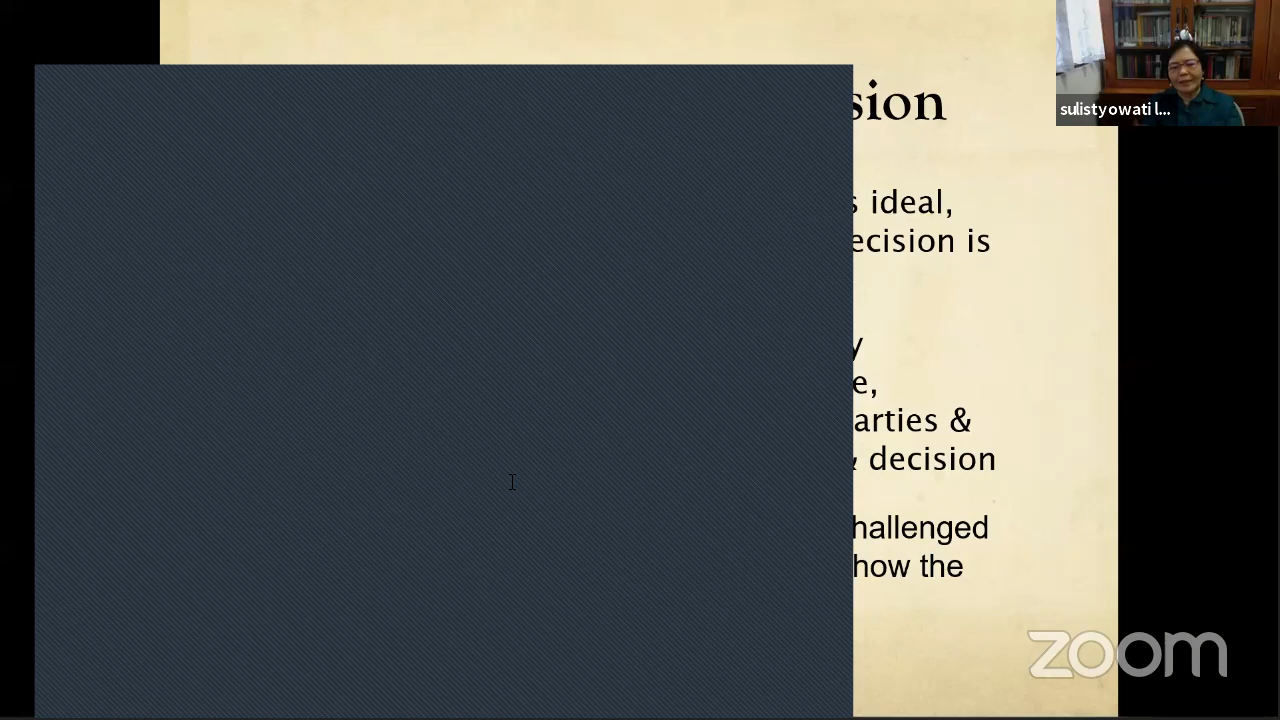 sion
s ideal,
ecision is
y
e,
arties &
decision
hallenged
how the
sulistyowati l...
zoom